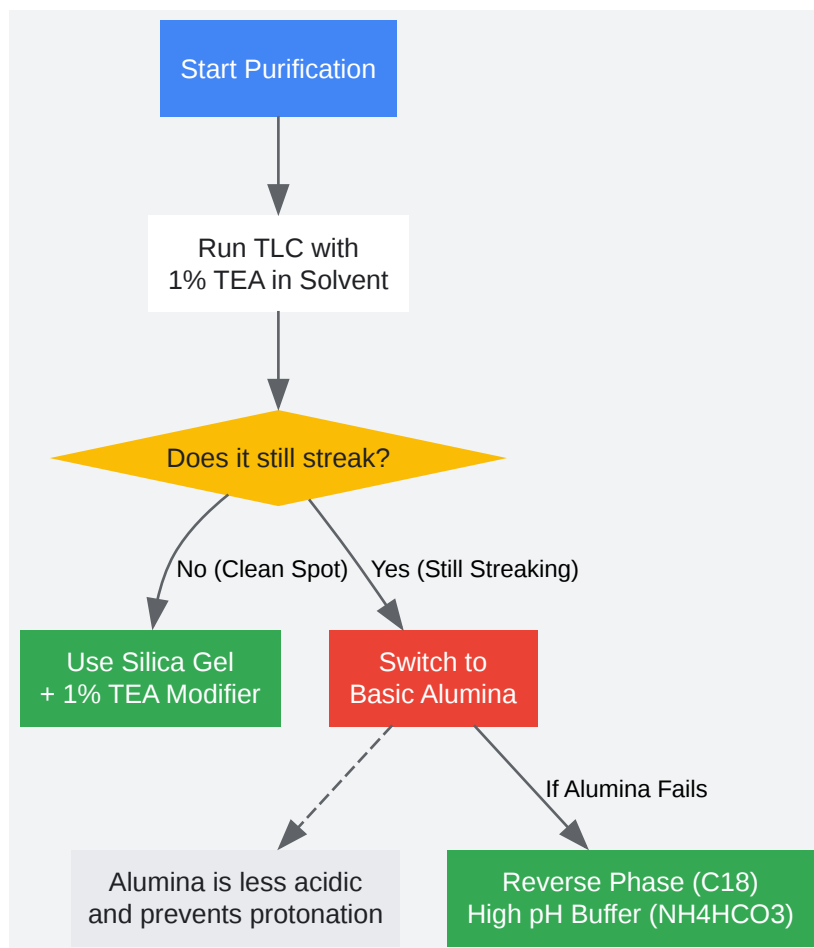 Start Purification
Run TLC with
1% TEA in Solvent
Does it still streak?
No (Clean Spot)
Yes (Still Streaking)
Use Silica Gel
+ 1% TEA Modifier
Switch to
Basic Alumina
If Alumina Fails
Alumina is less acidic
and prevents protonation
Reverse Phase (C18)
High pH Buffer (NH4HCO3)